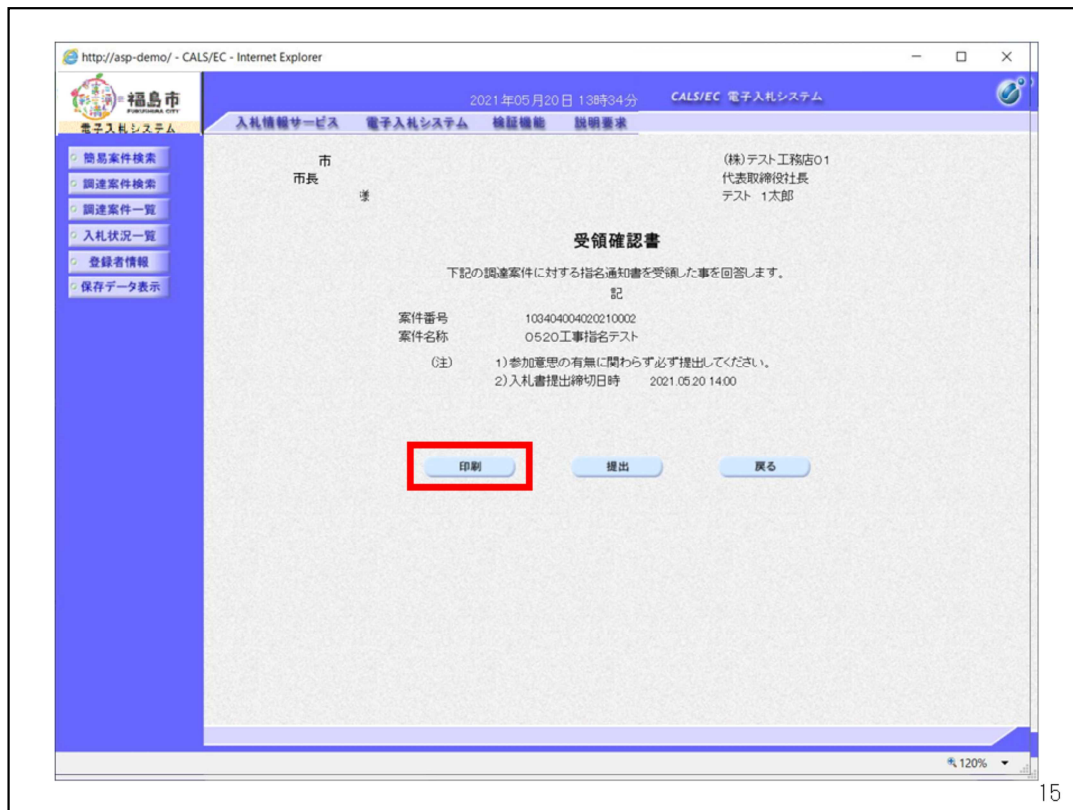 http://asp-demo/ - CALS/EC - Internet Explorer
福島市
FUKUSHIMA CITY
電子入札システム
2021年05月20日 13時34分
CALS/EC 電子入札システム
入札情報サービス 電子入札システム 検証機能 説明要求
簡易案件検索
調達案件検索
調達案件一覧
入札状況一覧
登録者情報
保存データ表示
市
市長
様
(株)テスト工務店01
代表取締役社長
テスト 1太郎
受領確認書
下記の調達案件に対する指名通知書を受領した事を回答します。
記
案件番号 103404004020210002
案件名称 0520工事指名テスト
(注) 1)参加意思の有無に関わらず必ず提出してください。
2)入札書提出締切日時 2021.05.20 14:00
印刷 提出 戻る
120%
15